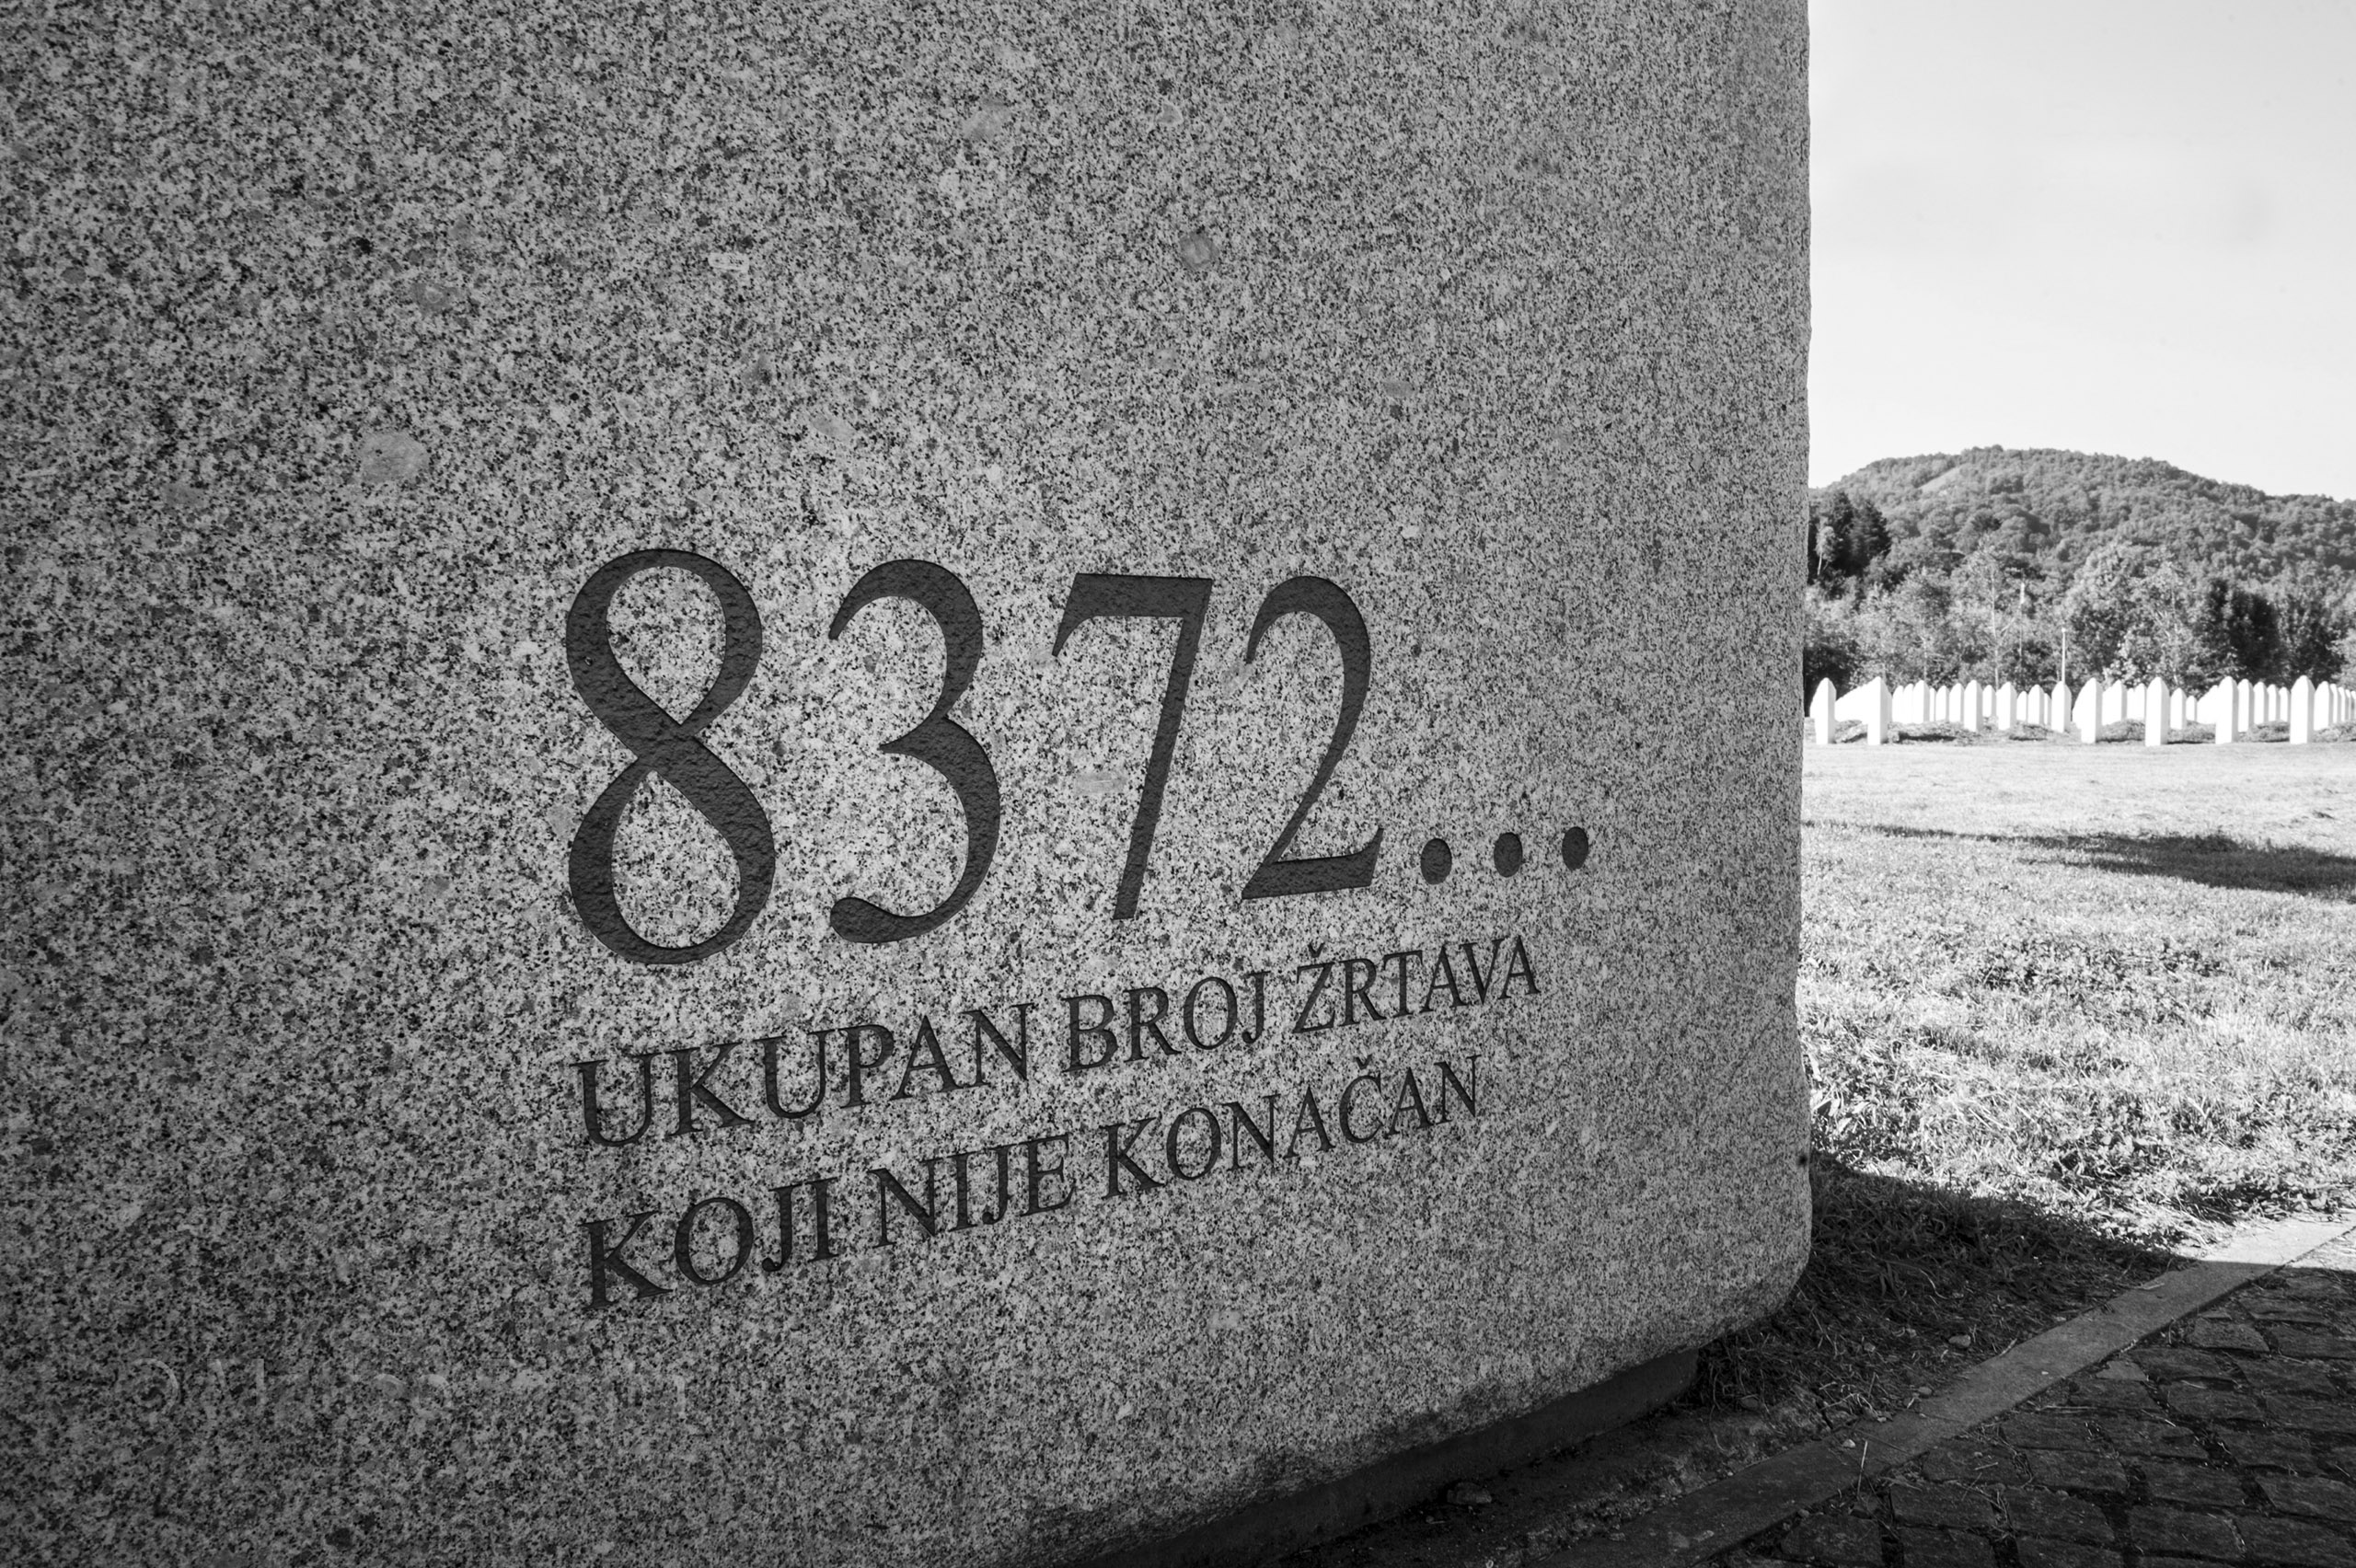 8372...
UKUPAN BROJ ŽRTAVA
KOJI NIJE KONAČAN